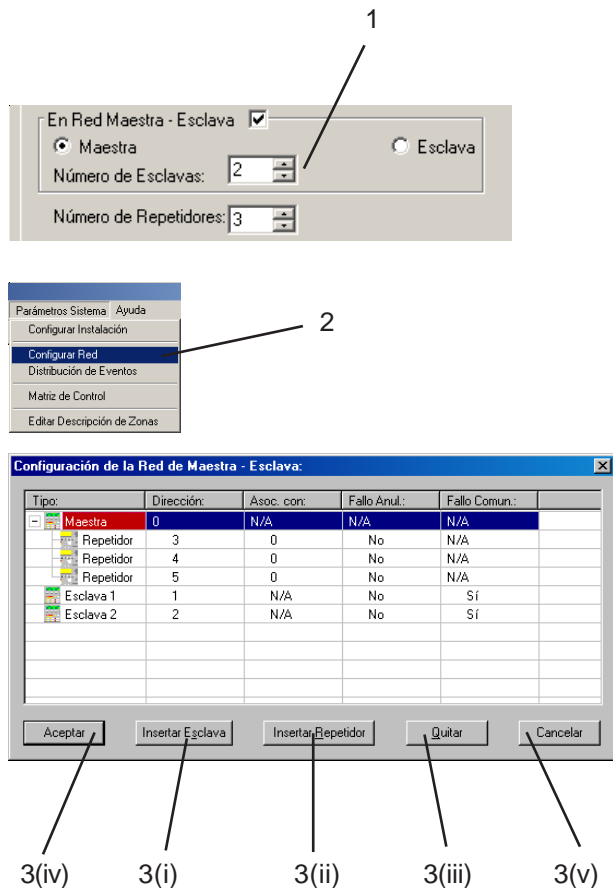 1
En Red Maestra - Esclava
Maestra
Esclava
Número de Esclavas: 2
Número de Repetidores: 3
Parámetros Sistema Ayuda
Configurar Instalación
Configurar Red
Distribución de Eventos
Matriz de Control
Editar Descripción de Zonas
2
Configuración de la Red de Maestra - Esclava:
Tipo: Dirección: Asoc. con: Fallo Anul.: Fallo Comun.:
Maestra 0 N/A N/A N/A
Repetidor 3 0 No N/A
Repetidor 4 0 No N/A
Repetidor 5 0 No N/A
Esclava 1 1 N/A No Sí
Esclava 2 2 N/A No Sí
Aceptar Insertar Esclava Insertar Repetidor Quitar Cancelar
3(iv) 3(i) 3(ii) 3(iii) 3(v)